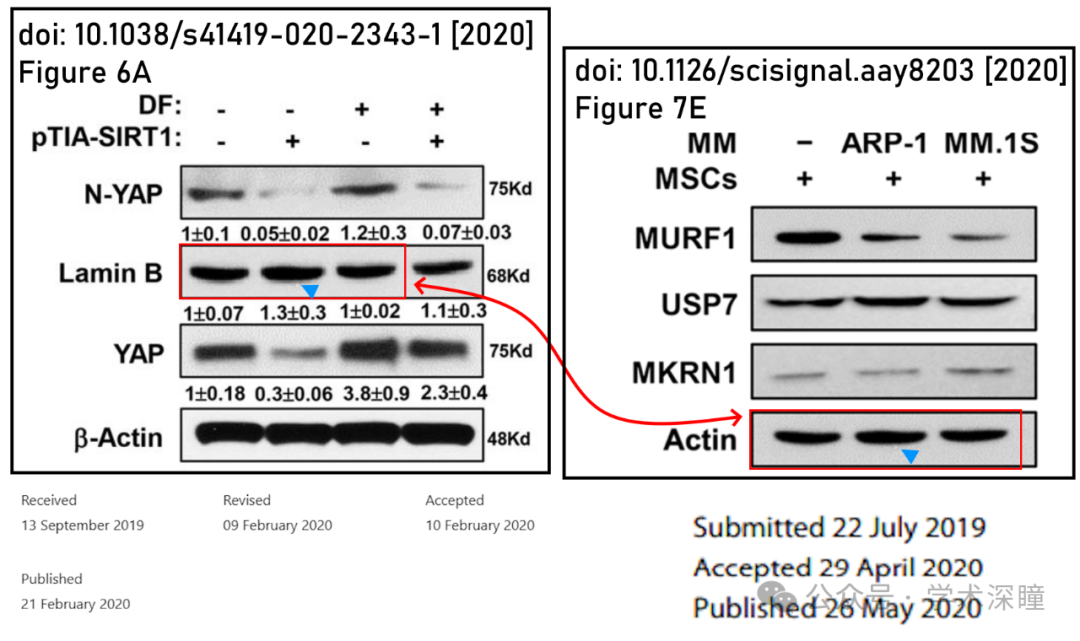 doi: 10.1038/s41419-020-2343-1 [2020]
Figure 6A
DF: - - + +
pTIA-SIRT1: - + - +
N-YAP 75Kd
1±0.1 0.05±0.02 1.2±0.3 0.07±0.03
Lamin B 68Kd
1±0.07 1.3±0.3 1±0.02 1.1±0.3
YAP 75Kd
1±0.18 0.3±0.06 3.8±0.9 2.3±0.4
β-Actin 48Kd
Received Revised Accepted
13 September 2019 09 February 2020 10 February 2020
Published
21 February 2020
doi: 10.1126/scisignal.aay8203 [2020]
Figure 7E
MM − ARP-1 MM.1S
MSCs + + +
MURF1
USP7
MKRN1
Actin
Submitted 22 July 2019
Accepted 29 April 2020
Published 26 May 2020
公众号 · 学术深瞳